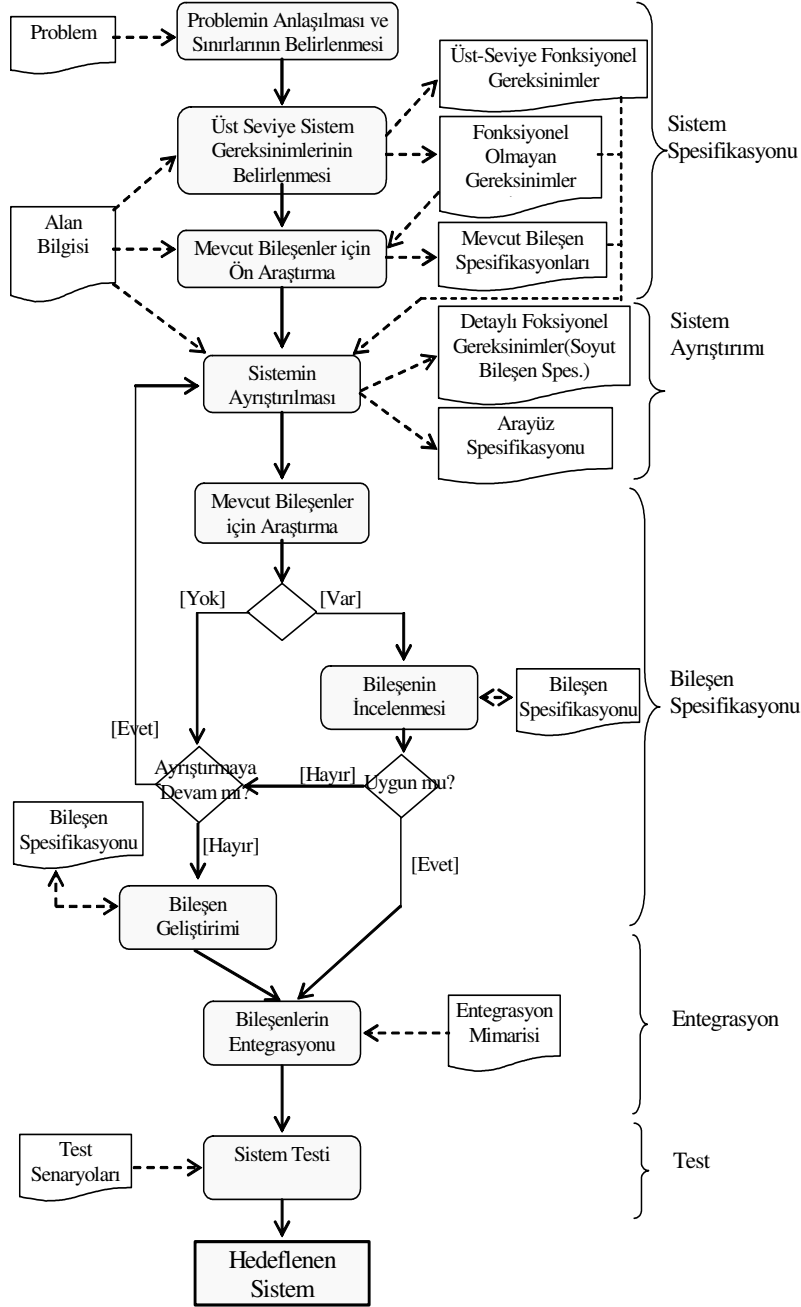 Problem
Problemin Anlaşılması ve
Sınırlarının Belirlenmesi
Üst-Seviye Fonksiyonel
Gereksinimler
Üst Seviye Sistem
Gereksinimlerinin
Belirlenmesi
Fonksiyonel
Olmayan
Gereksinimler
Sistem
Spesifikasyonu
Alan
Bilgisi
Mevcut Bileşenler için
Ön Araştırma
Mevcut Bileşen
Spesifikasyonları
Detaylı Foksiyonel
Gereksinimler(Soyut
Bileşen Spes.)
Sistem
Ayrıştırımı
Sistemin
Ayrıştırılması
Arayüz
Spesifikasyonu
Mevcut Bileşenler
için Araştırma
[Yok]
[Var]
Bileşenin
İncelenmesi
Bileşen
Spesifikasyonu
Bileşen
Spesifikasyonu
[Evet]
Ayrıştırmaya
Devam mı?
[Hayır]
Uygun mu?
Bileşen
Spesifikasyonu
[Hayır]
[Evet]
Bileşen
Geliştirimi
Bileşenlerin
Entegrasyonu
Entegrasyon
Mimarisi
Entegrasyon
Test
Senaryoları
Sistem Testi
Test
Hedeflenen
Sistem